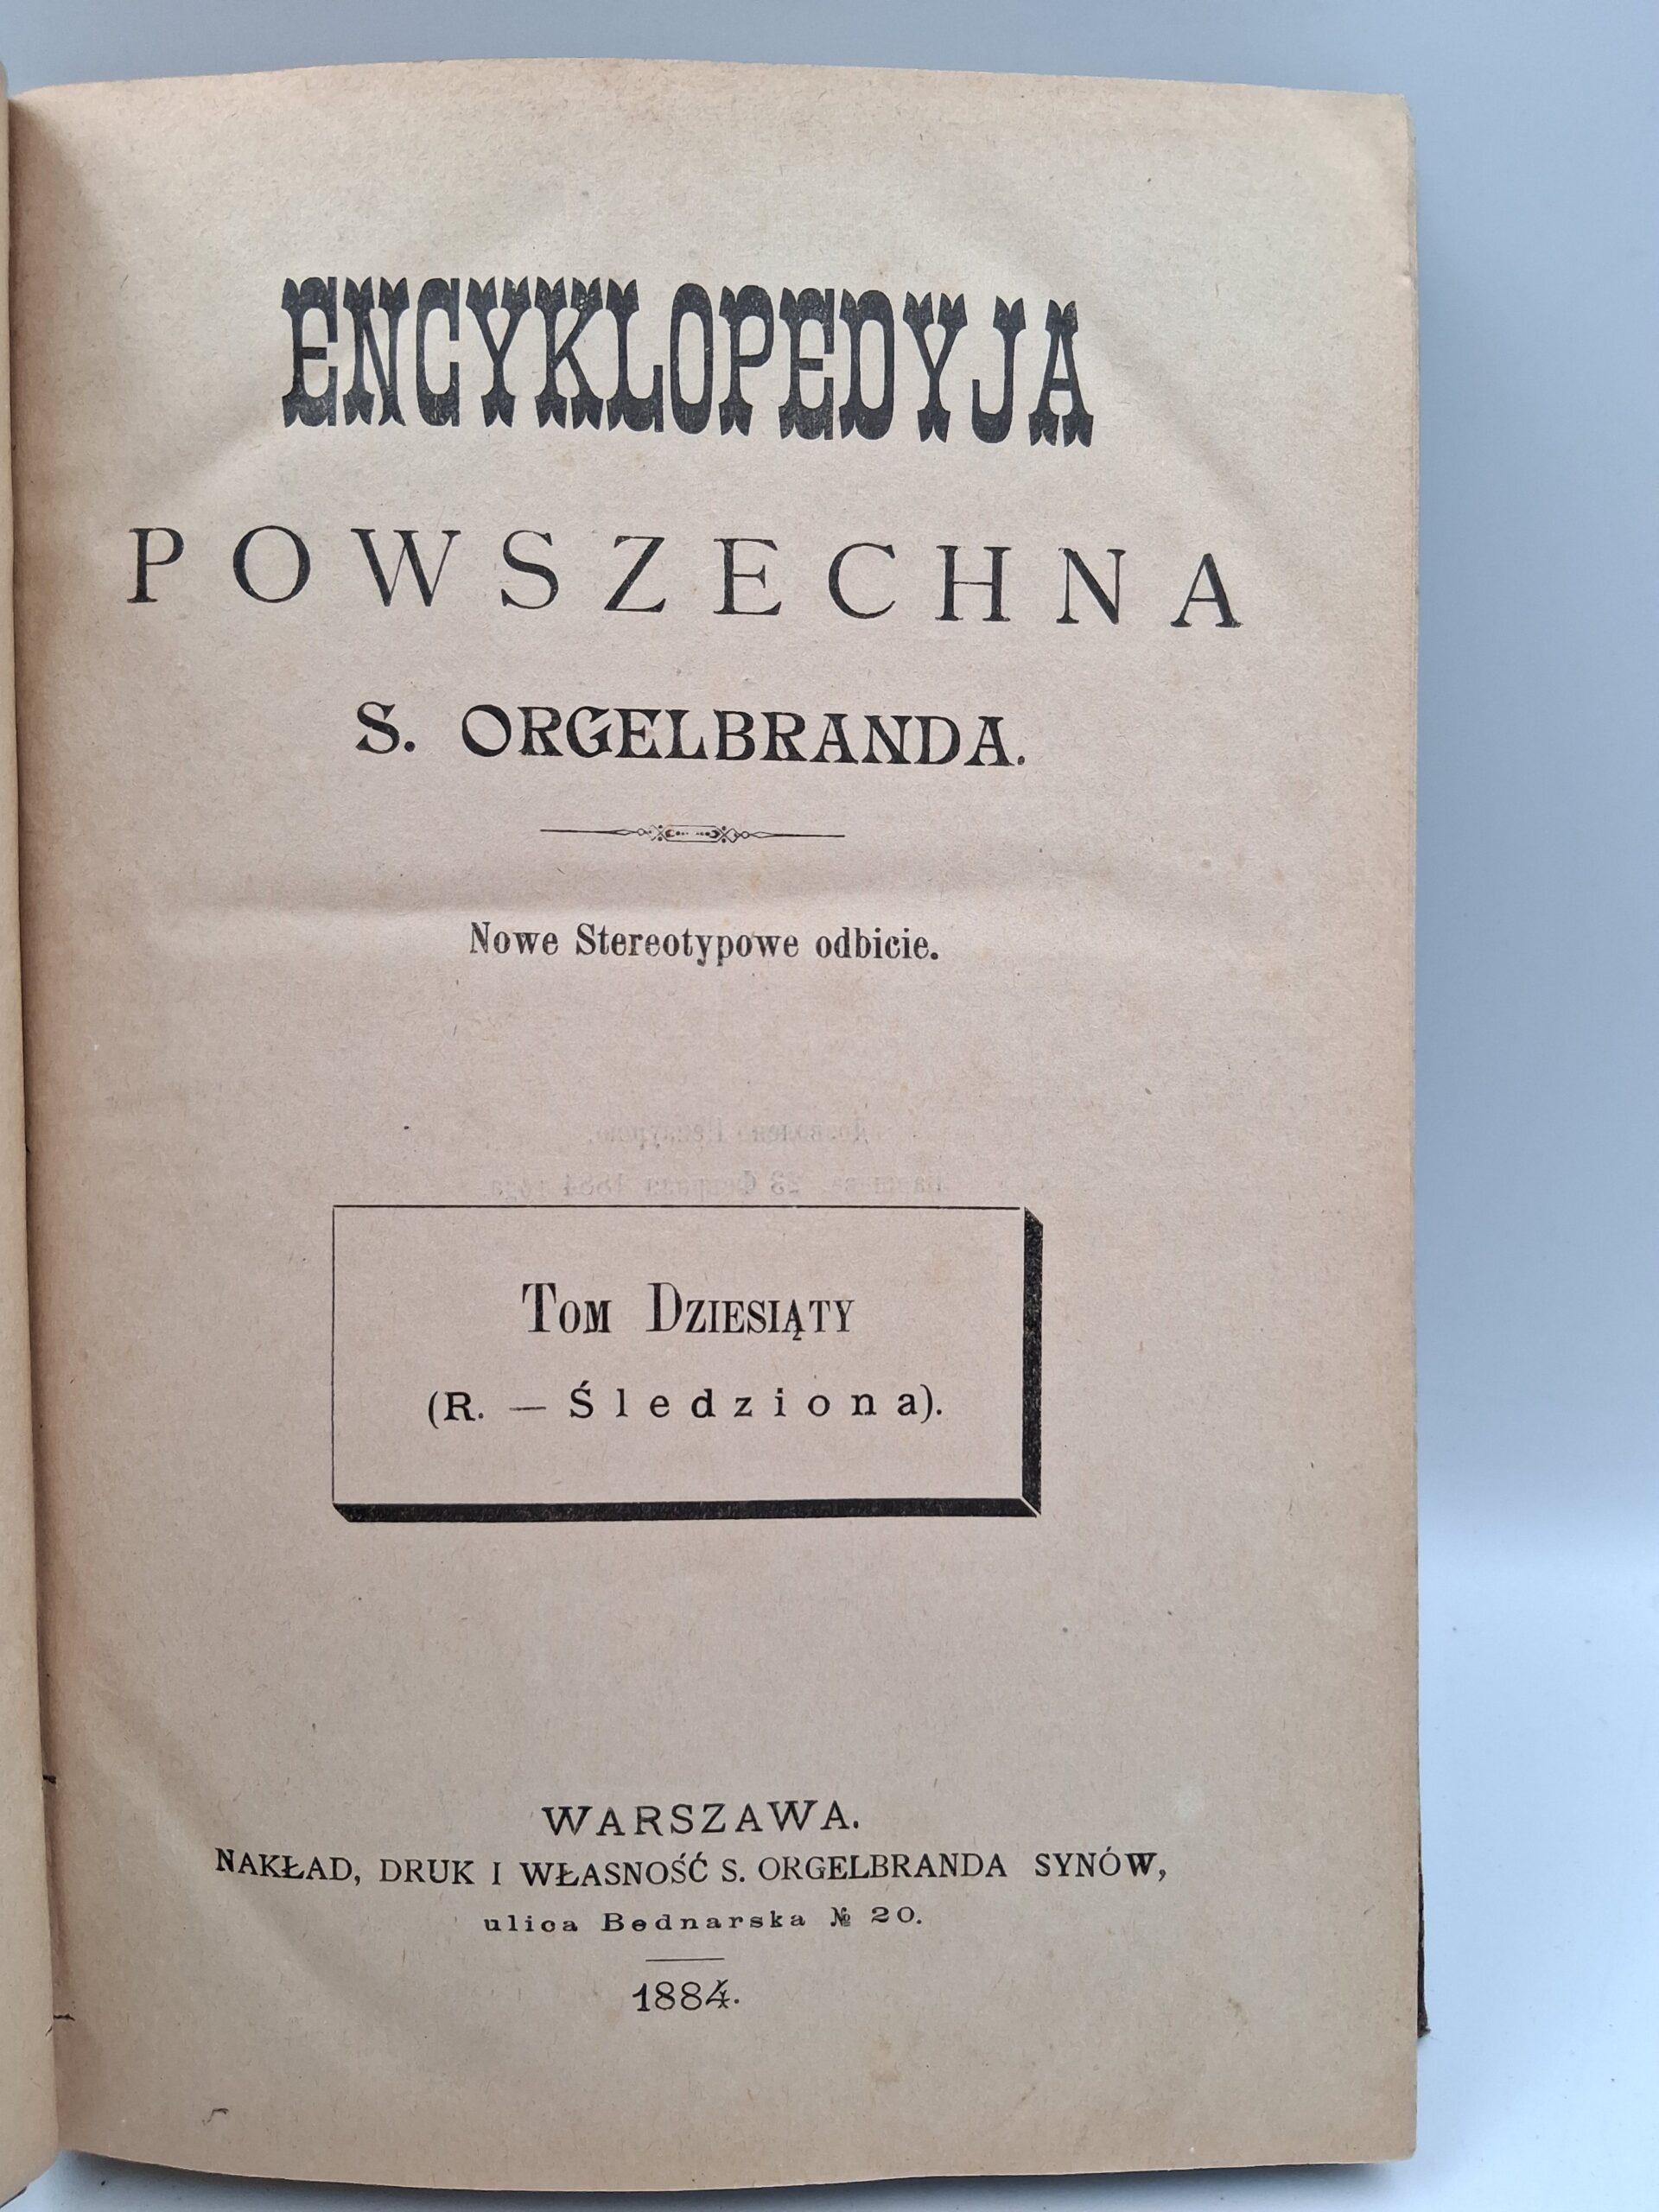 ENCYKLOPEDYJA
POWSZECHNA
S. ORGELBRANDA.
Nowe Stereotypowe odbicie.
Tom Dziesiąty
(R. — Śledziona).
WARSZAWA.
NAKŁAD, DRUK I WŁASNOŚĆ S. ORGELBRANDA SYNÓW,
ulica Bednarska № 20.
1884.